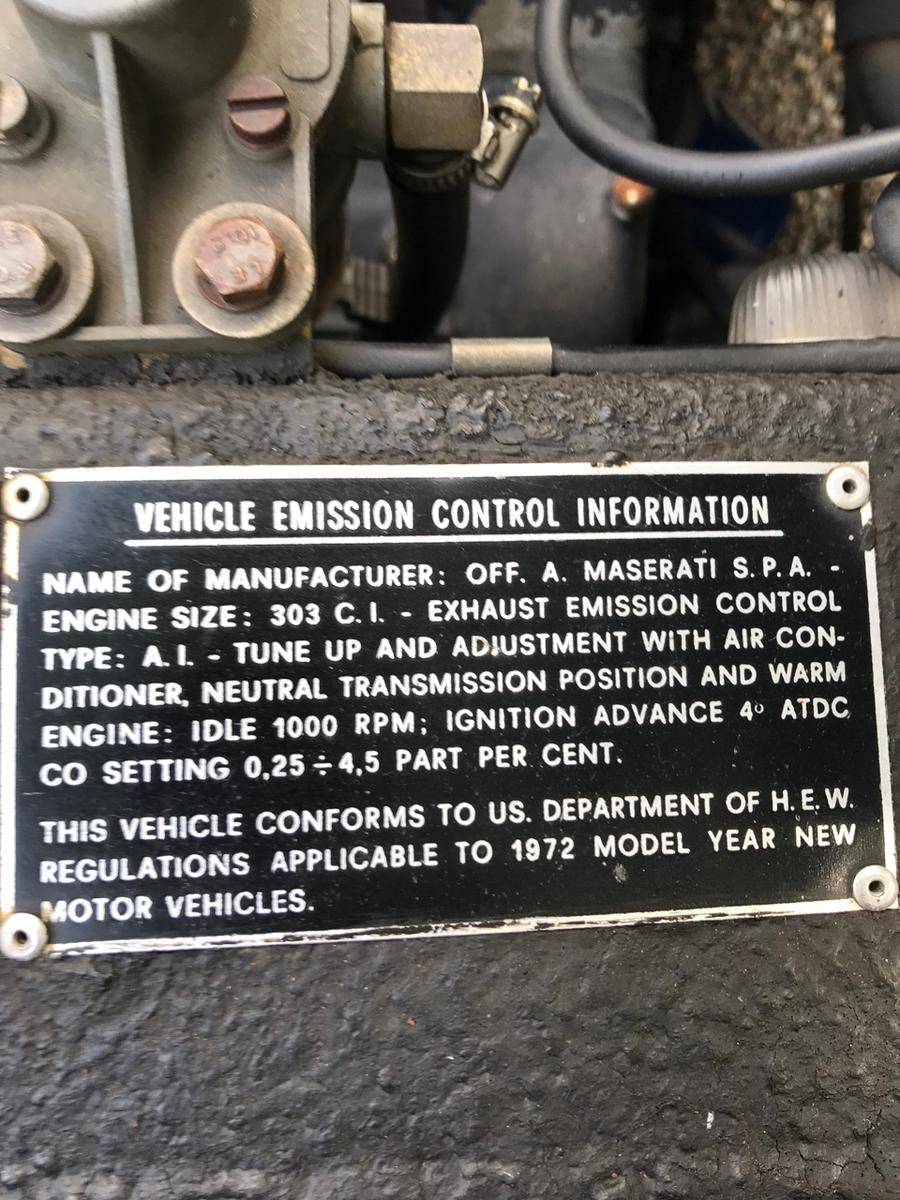 VEHICLE EMISSION CONTROL INFORMATION
NAME OF MANUFACTURER: OFF. A. MASERATI S.P.A. -
ENGINE SIZE: 303 C.I. - EXHAUST EMISSION CONTROL
TYPE: A.I. - TUNE UP AND ADJUSTMENT WITH AIR CON-
DITIONER, NEUTRAL TRANSMISSION POSITION AND WARM
ENGINE: IDLE 1000 RPM; IGNITION ADVANCE 4° ATDC
CO SETTING 0,25÷4,5 PART PER CENT.
THIS VEHICLE CONFORMS TO US. DEPARTMENT OF H.E.W.
REGULATIONS APPLICABLE TO 1972 MODEL YEAR NEW
MOTOR VEHICLES.